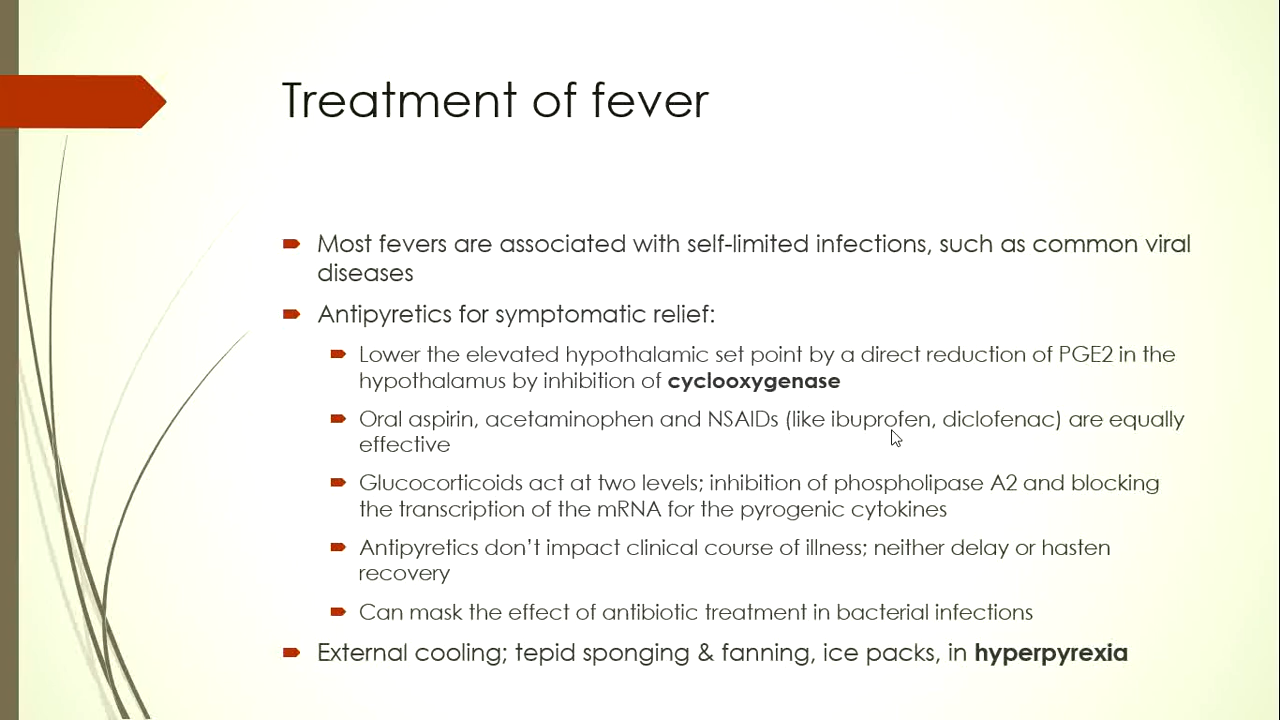 Treatment of fever
Most fevers are associated with self-limited infections, such as common viral
diseases
Antipyretics for symptomatic relief:
Lower the elevated hypothalamic set point by a direct reduction of PGE2 in the
hypothalamus by inhibition of cyclooxygenase
Oral aspirin, acetaminophen and NSAIDs (like ibuprofen, diclofenac) are equally
effective
Glucocorticoids act at two levels; inhibition of phospholipase A2 and blocking
the transcription of the mRNA for the pyrogenic cytokines
Antipyretics don’t impact clinical course of illness; neither delay or hasten
recovery
Can mask the effect of antibiotic treatment in bacterial infections
External cooling; tepid sponging & fanning, ice packs, in hyperpyrexia